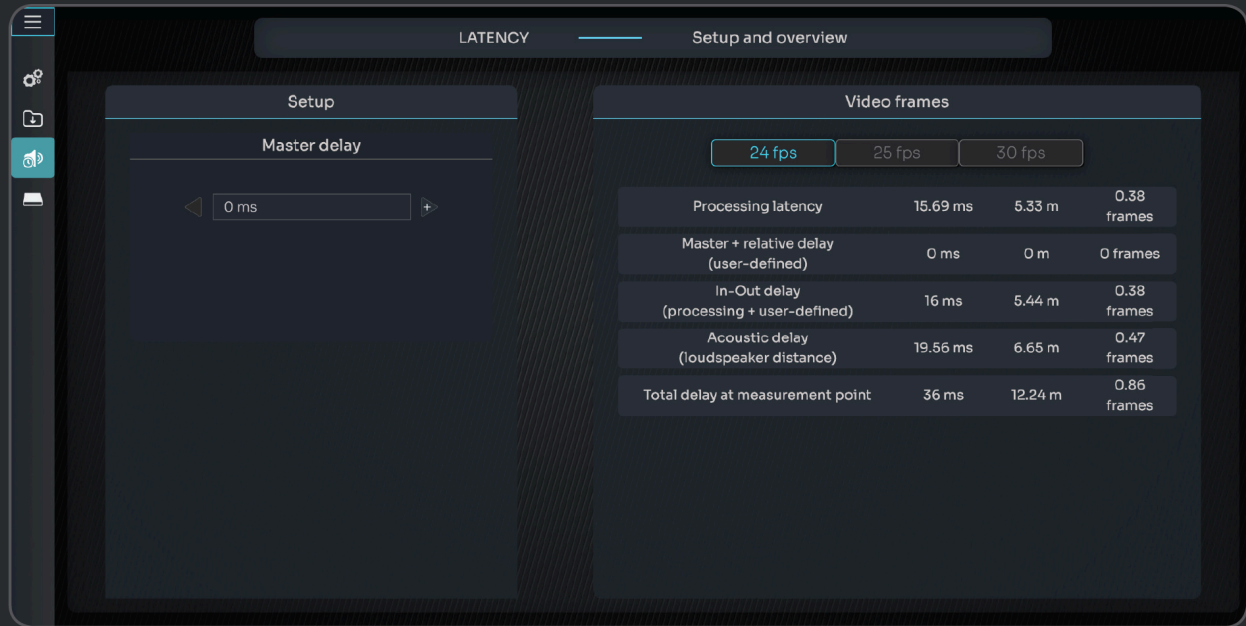 LATENCY
Setup and overview
Setup
Master delay
0 ms
+
Video frames
24 fps
25 fps
30 fps
Processing latency 15.69 ms 5.33 m 0.38
frames
Master + relative delay
(user-defined) 0 ms 0 m 0 frames
In-Out delay
(processing + user-defined) 16 ms 5.44 m 0.38
frames
Acoustic delay
(loudspeaker distance) 19.56 ms 6.65 m 0.47
frames
Total delay at measurement point 36 ms 12.24 m 0.86
frames